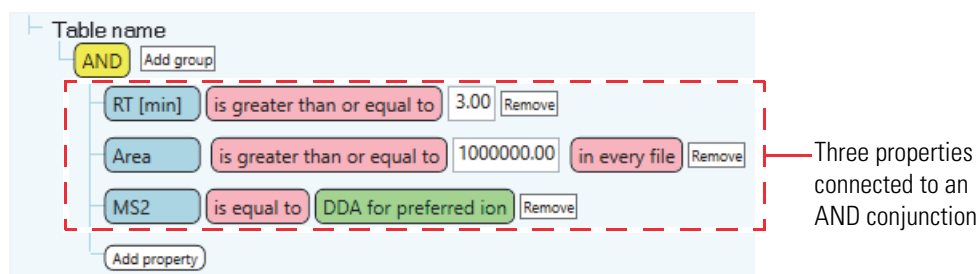 Table name
AND Add group
RT [min] is greater than or equal to 3.00 Remove
Area is greater than or equal to 1000000.00 in every file Remove
MS2 is equal to DDA for preferred ion Remove
Add property
Three properties
connected to an
AND conjunction